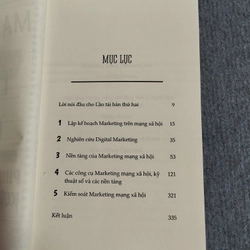 MỤC LỤC
Lời nói đầu cho Lần tái bản thứ hai 9
1 Lập kế hoạch Marketing trên mạng xã hội 15
2 Nghiên cứu Digital Marketing 35
3 Nền tảng của Marketing mạng xã hội 53
4 Các công cụ Marketing mạng xã hội, kỹ
thuật số và các nền tảng 121
5 Kiểm soát Marketing mạng xã hội 321
Kết luận 335